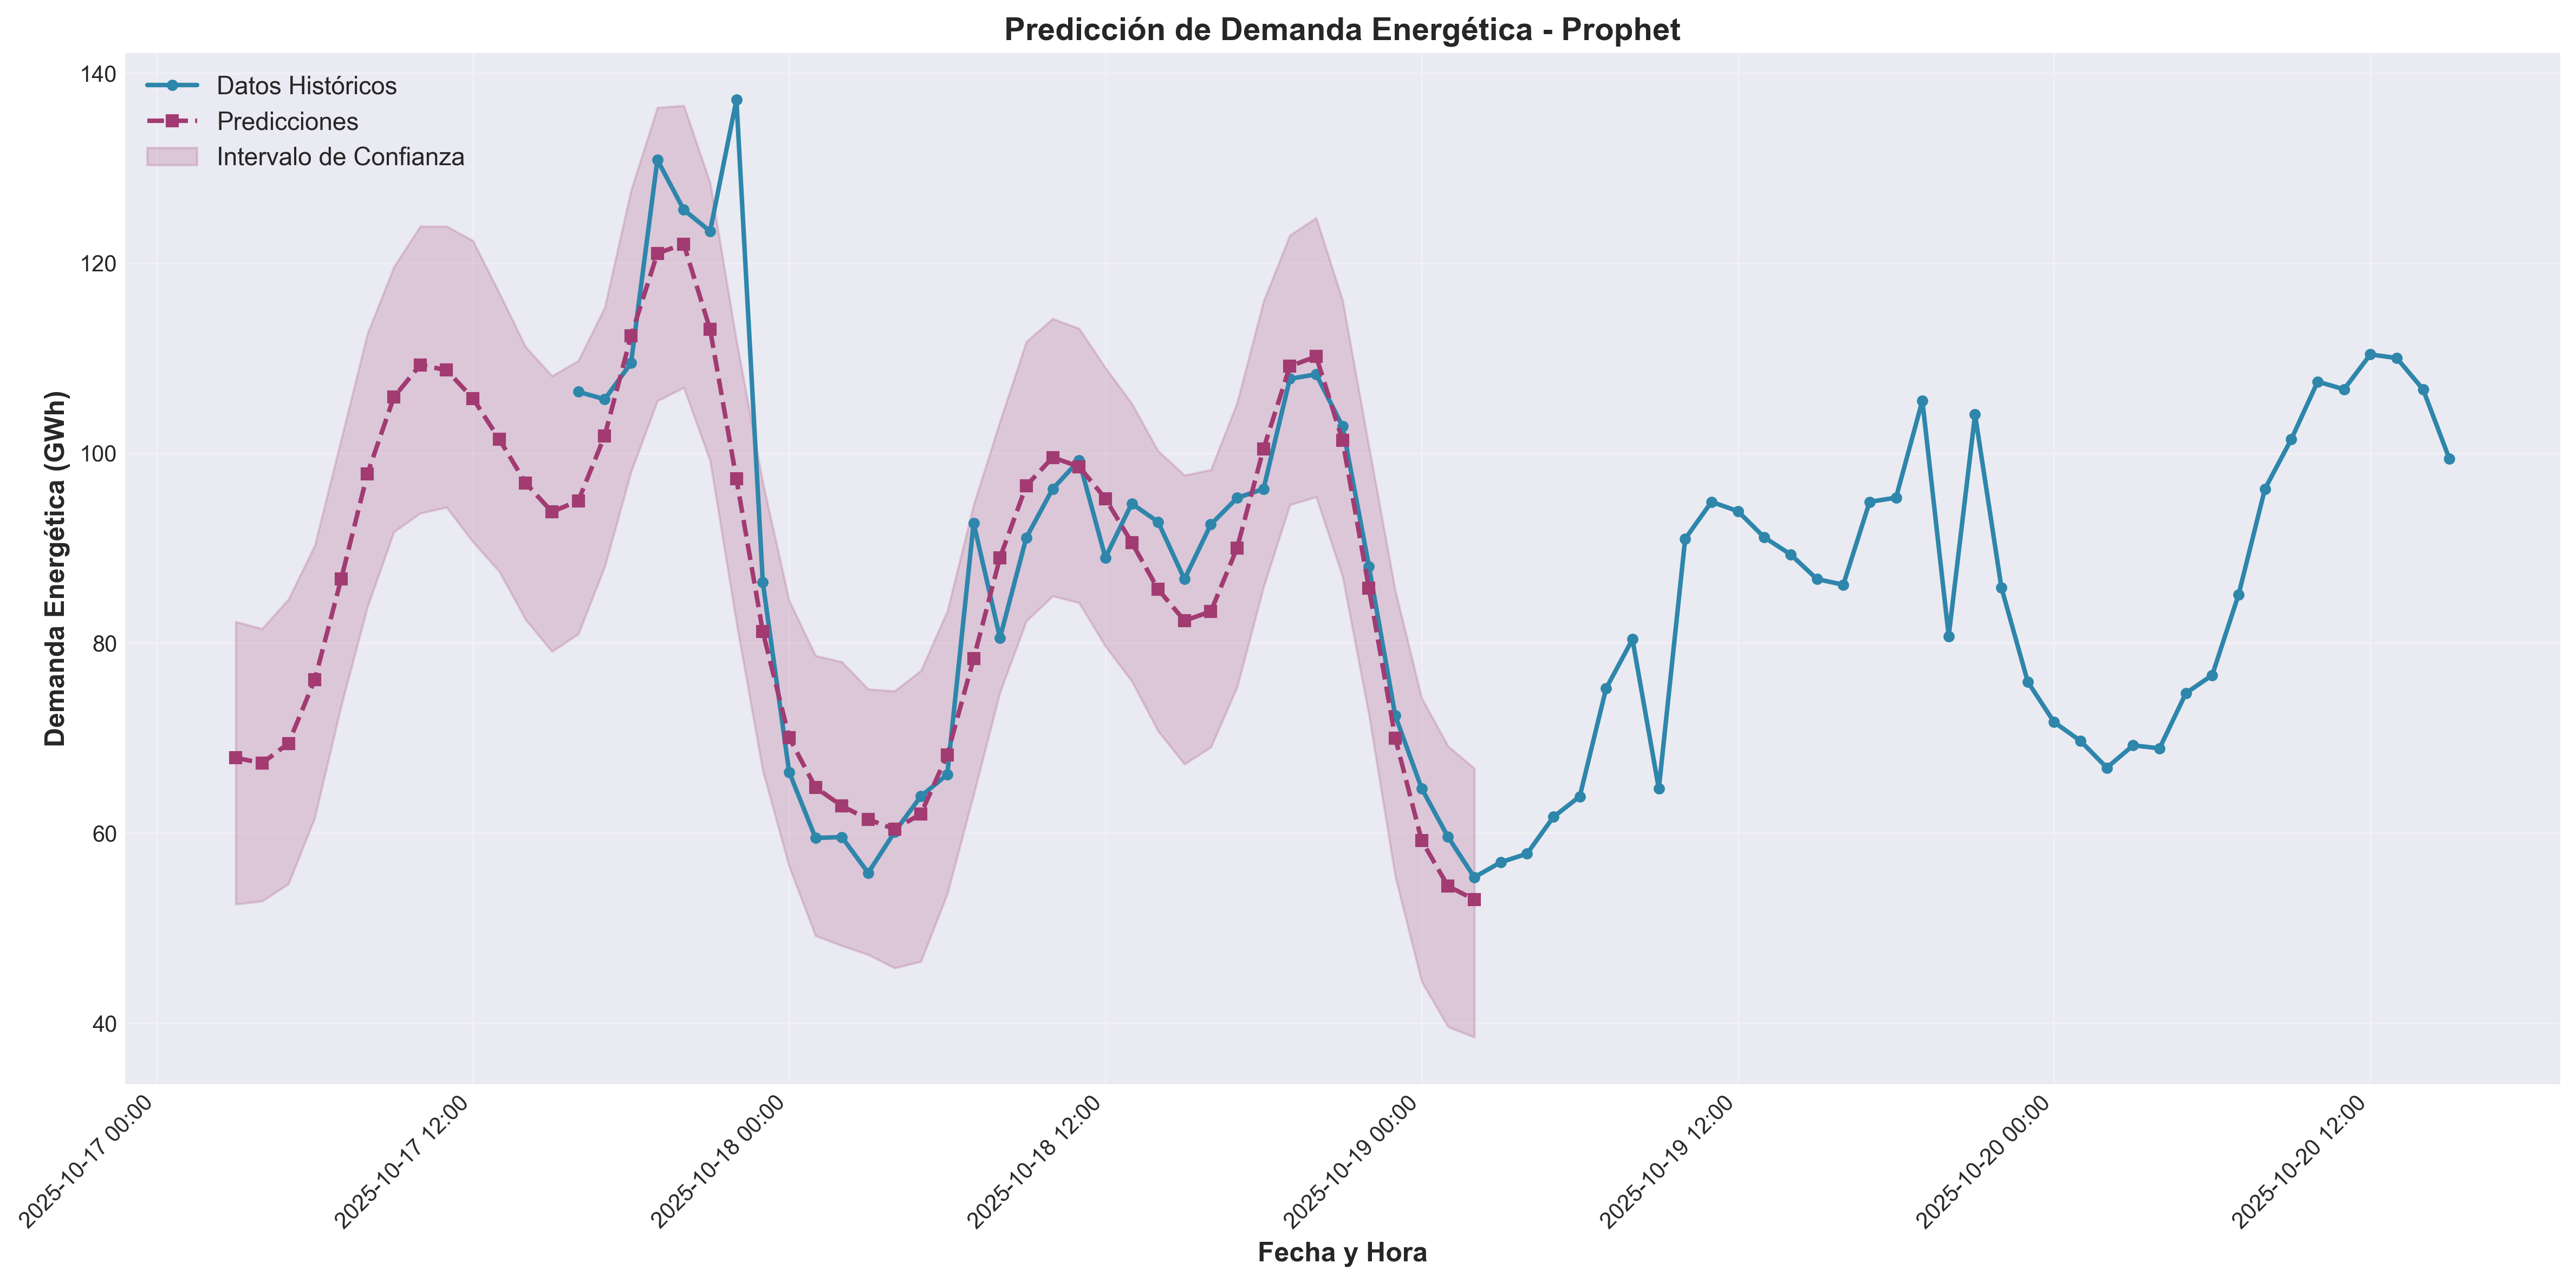 Predicción de Demanda Energética - Prophet
Datos Históricos
Predicciones
Intervalo de Confianza
Demanda Energética (GWh)
140
120
100
80
60
40
2025-10-17 00:00
2025-10-17 12:00
2025-10-18 00:00
2025-10-18 12:00
2025-10-19 00:00
2025-10-19 12:00
2025-10-20 00:00
2025-10-20 12:00
Fecha y Hora